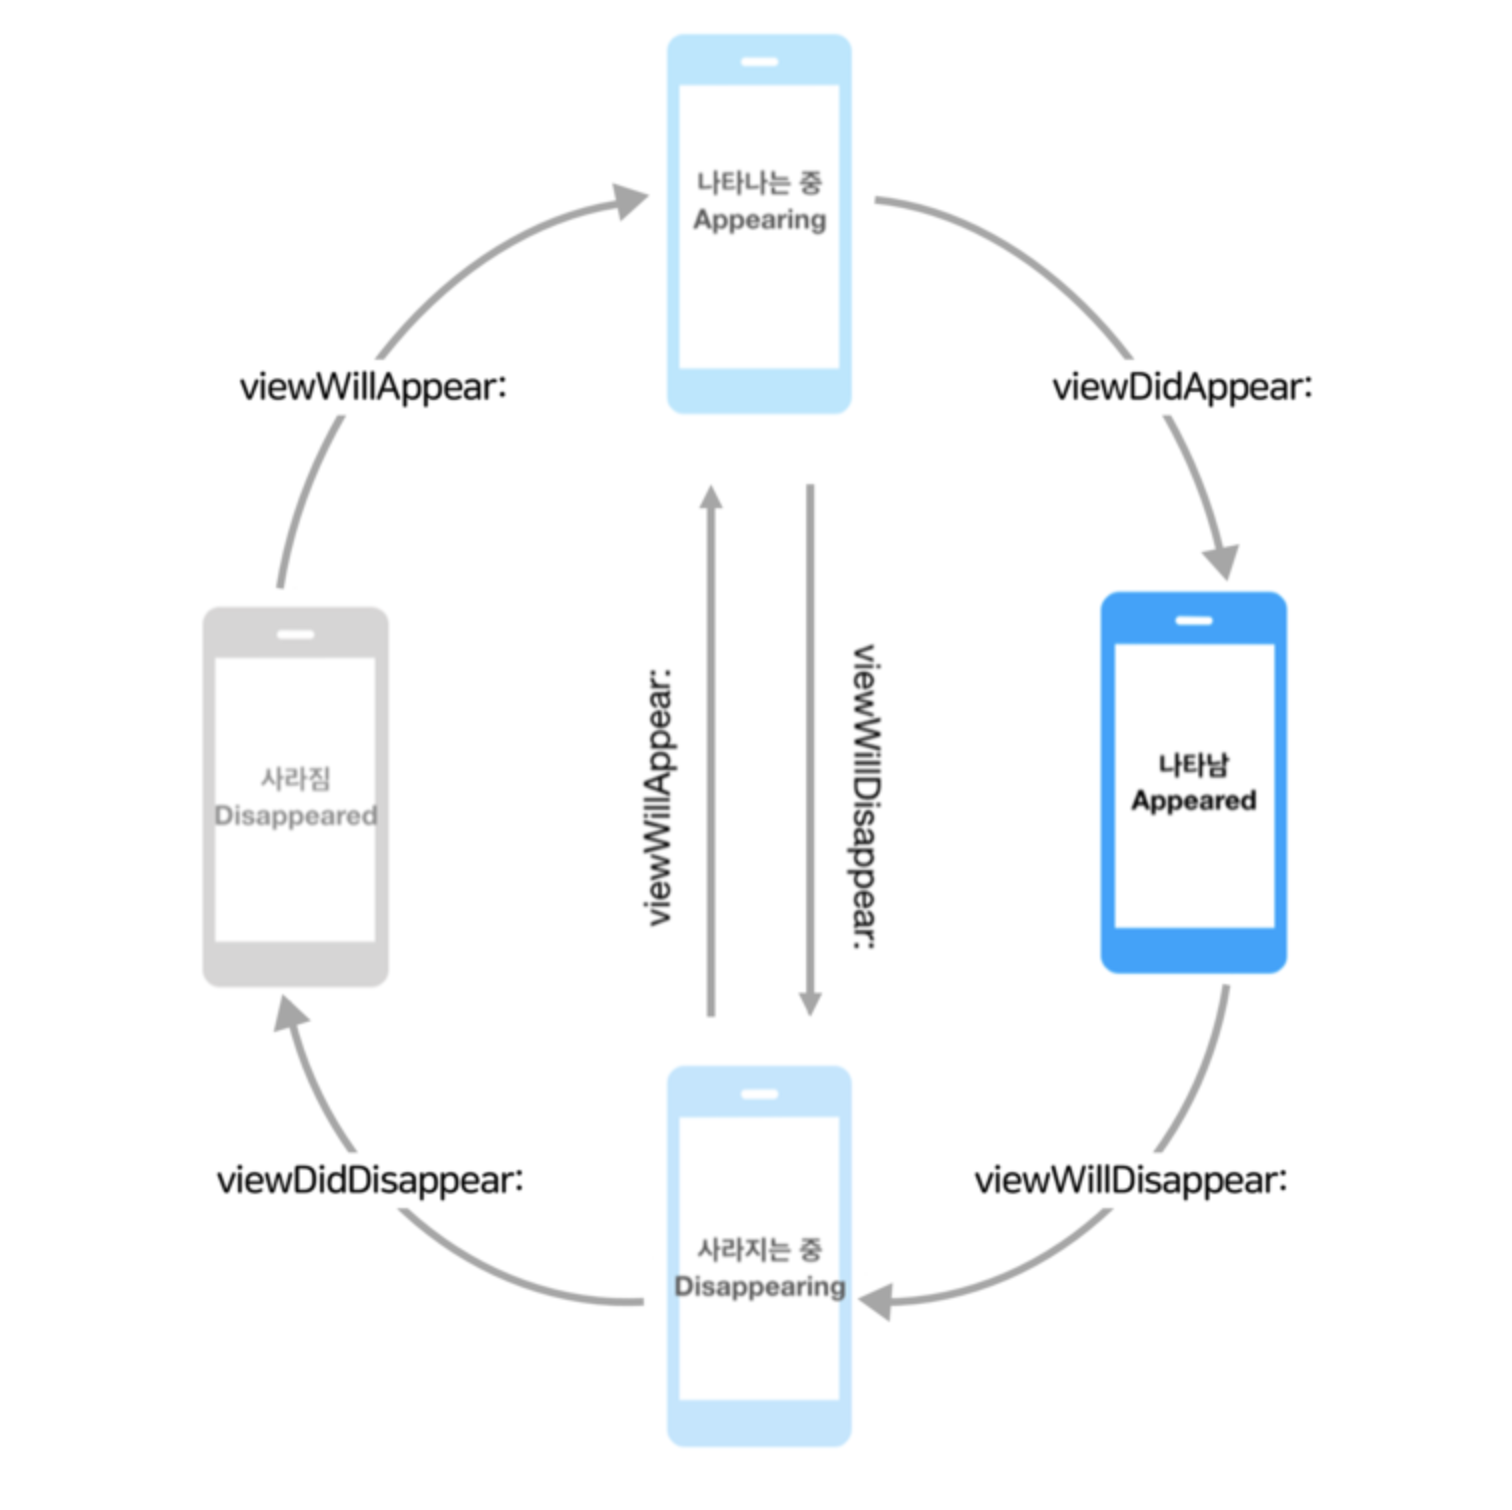 나타나는 중
Appearing
viewWillAppear:
viewDidAppear:
사라짐
Disappeared
viewWillAppear:
viewWillDisappear:
나타남
Appeared
viewDidDisappear:
viewWillDisappear:
사라지는 중
Disappearing